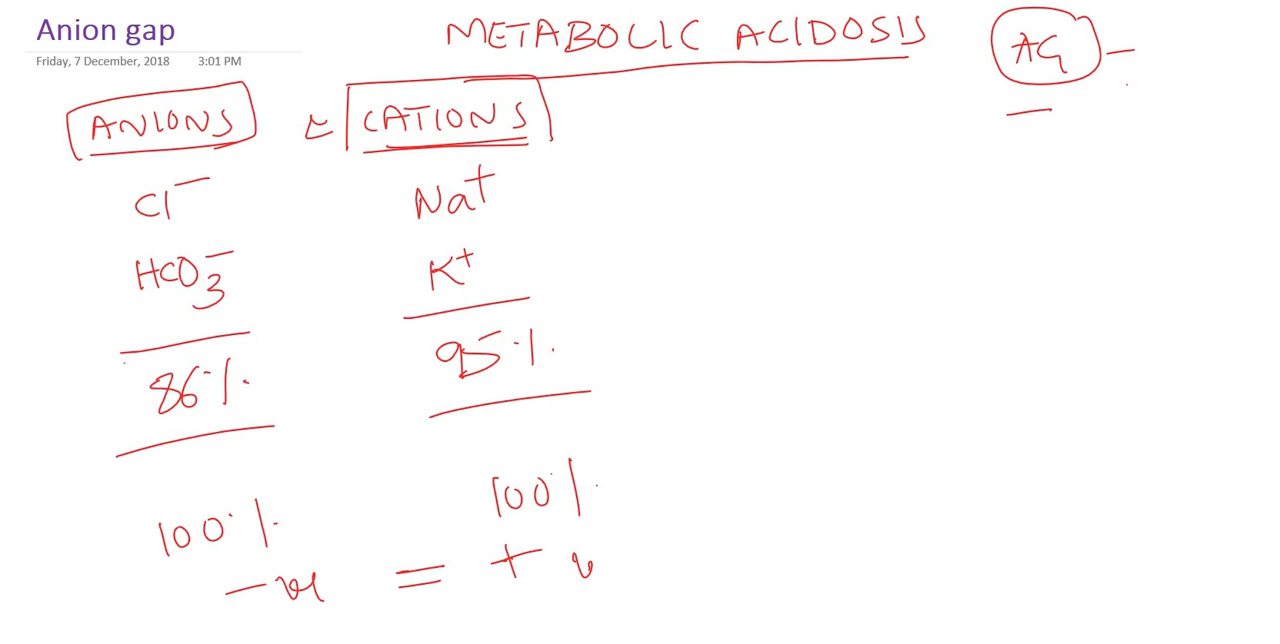 Anion gap
METABOLIC ACIDOSIS
AG -
Friday, 7 December, 2018 3:01 PM
ANIONS CATIONS
Cl⁻ Na⁺
HCO₃⁻ K⁺
86% 95%
100% 100%
-ve = + v